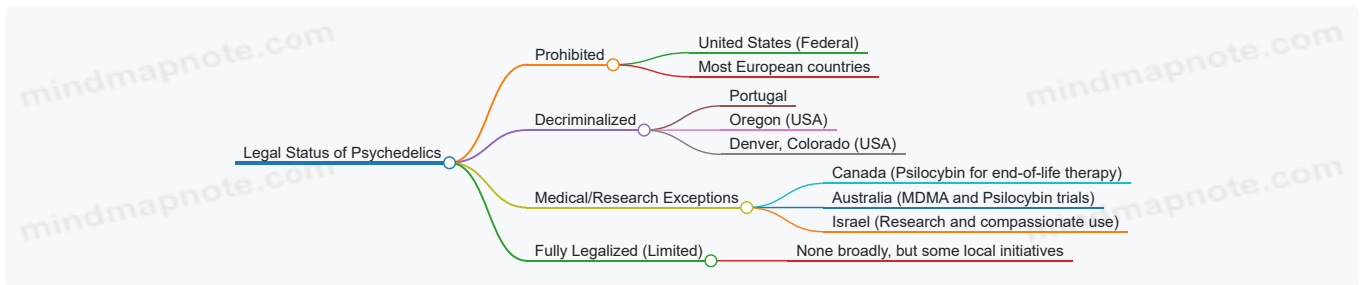 mindmapnote.com
mindmapnote.com
Prohibited
United States (Federal)
Most European countries
Decriminalized
Portugal
Oregon (USA)
Denver, Colorado (USA)
Legal Status of Psychedelics
Medical/Research Exceptions
Canada (Psilocybin for end-of-life therapy)
Australia (MDMA and Psilocybin trials)
Israel (Research and compassionate use)
mindmapnote.com
mindmapnote.com
Fully Legalized (Limited)
None broadly, but some local initiatives